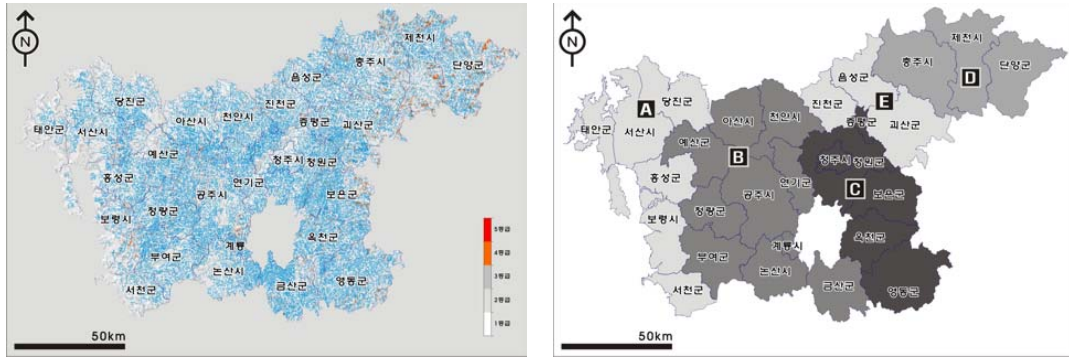 N
제천시
충주시
단양군
음성군
진천군
당진군
아산시
천안시
증평군
괴산군
태안군
서산시
예산군
청주시
청원군
홍성군
공주시
연기군
보은군
보령시
청양군
옥천군
부여군
계룡시
논산시
영동군
서천군
금산군
5등급
4등급
3등급
2등급
1등급
50km
N
제천시
충주시
단양군
음성군
D
당진군
진천군
E
A
아산시
천안시
증평군
괴산군
태안군
서산시
예산군
B
청주시
청원군
홍성군
공주시
연기군
C
보은군
보령시
청양군
옥천군
계룡시
부여군
논산시
영동군
서천군
금산군
50km